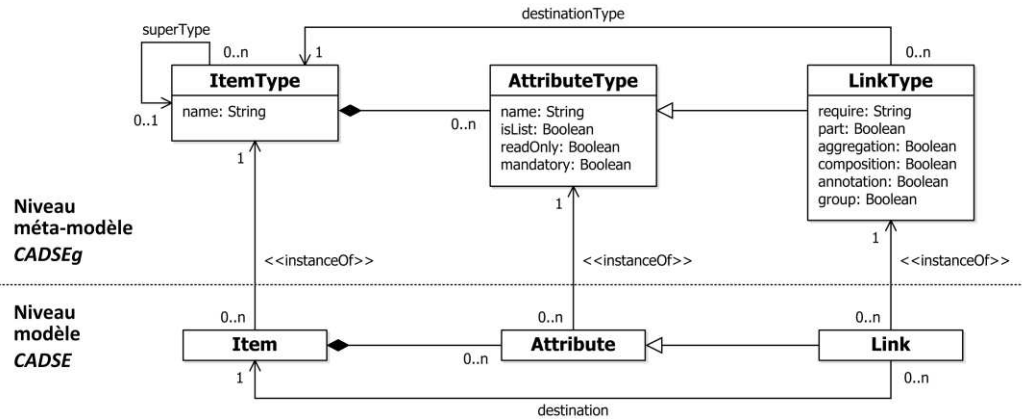 destinationType
superType
0..n
1
0..n
ItemType
AttributeType
LinkType
name: String
name: String
isList: Boolean
readOnly: Boolean
mandatory: Boolean
require: String
part: Boolean
aggregation: Boolean
composition: Boolean
annotation: Boolean
group: Boolean
0..1
0..n
1
1
1
Niveau
méta-modèle
CADSEg
<<instanceOf>>
<<instanceOf>>
<<instanceOf>>
Niveau
modèle
CADSE
0..n
0..n
0..n
Item
Attribute
Link
0..n
1
0..n
destination